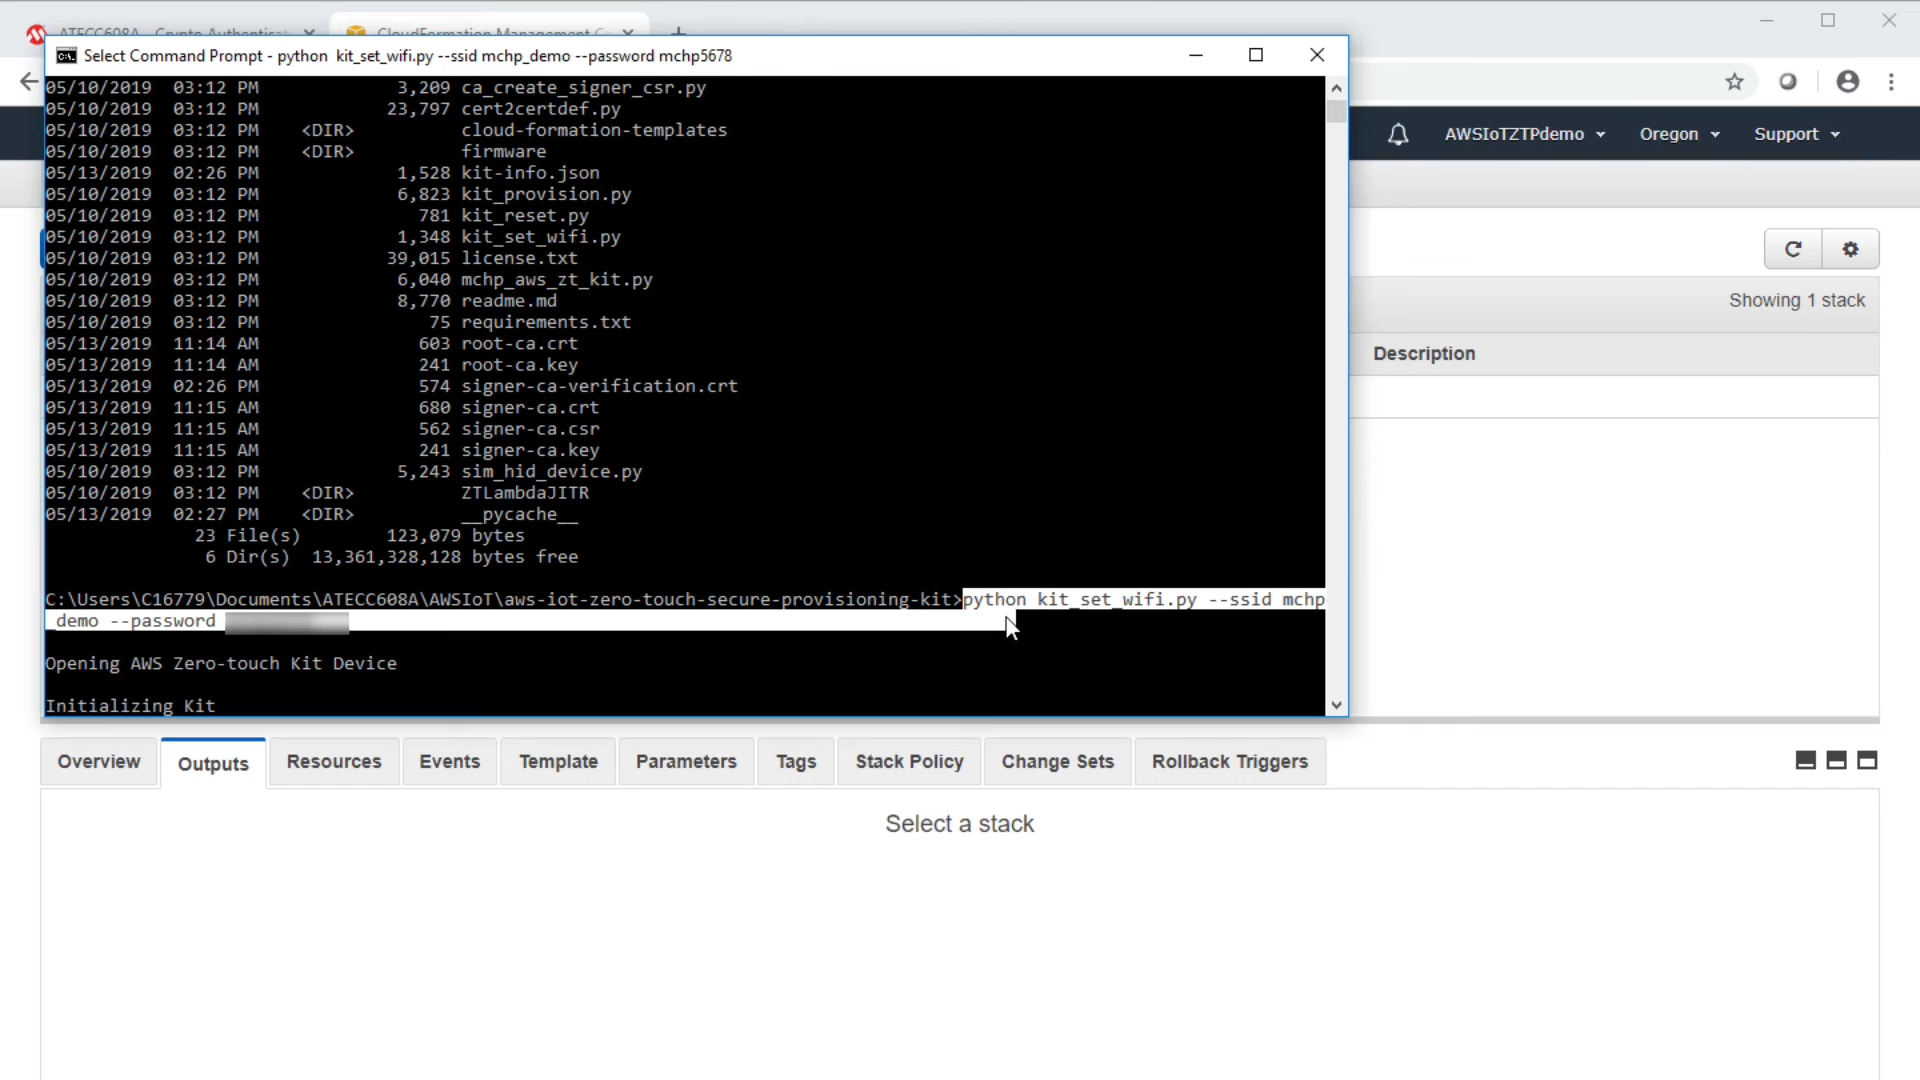 ATECC608A - Crypto Authenticat
CloudFormation Management C
Select Command Prompt - python kit_set_wifi.py --ssid mchp_demo --password mchp5678
05/10/2019 03:12 PM 3,209 ca_create_signer_csr.py
05/10/2019 03:12 PM 23,797 cert2certdef.py
05/10/2019 03:12 PM <DIR> cloud-formation-templates
05/10/2019 03:12 PM <DIR> firmware
05/13/2019 02:26 PM 1,528 kit-info.json
05/10/2019 03:12 PM 6,823 kit_provision.py
05/10/2019 03:12 PM 781 kit_reset.py
05/10/2019 03:12 PM 1,348 kit_set_wifi.py
05/10/2019 03:12 PM 39,015 license.txt
05/10/2019 03:12 PM 6,040 mchp_aws_zt_kit.py
05/10/2019 03:12 PM 8,770 readme.md
05/10/2019 03:12 PM 75 requirements.txt
05/13/2019 11:14 AM 603 root-ca.crt
05/13/2019 11:14 AM 241 root-ca.key
05/13/2019 02:26 PM 574 signer-ca-verification.crt
05/13/2019 11:15 AM 680 signer-ca.crt
05/13/2019 11:15 AM 562 signer-ca.csr
05/13/2019 11:15 AM 241 signer-ca.key
05/10/2019 03:12 PM 5,243 sim_hid_device.py
05/10/2019 03:12 PM <DIR> ZTLambdaJITR
05/13/2019 02:27 PM <DIR> __pycache__
23 File(s) 123,079 bytes
6 Dir(s) 13,361,328,128 bytes free
C:\Users\C16779\Documents\ATECC608A\AWSIoT\aws-iot-zero-touch-secure-provisioning-kit>python kit_set_wifi.py --ssid mchp
_demo --password
Opening AWS Zero-touch Kit Device
Initializing Kit
AWSIoTZTPdemo Oregon Support
Showing 1 stack
Description
Overview Outputs Resources Events Template Parameters Tags Stack Policy Change Sets Rollback Triggers
Select a stack